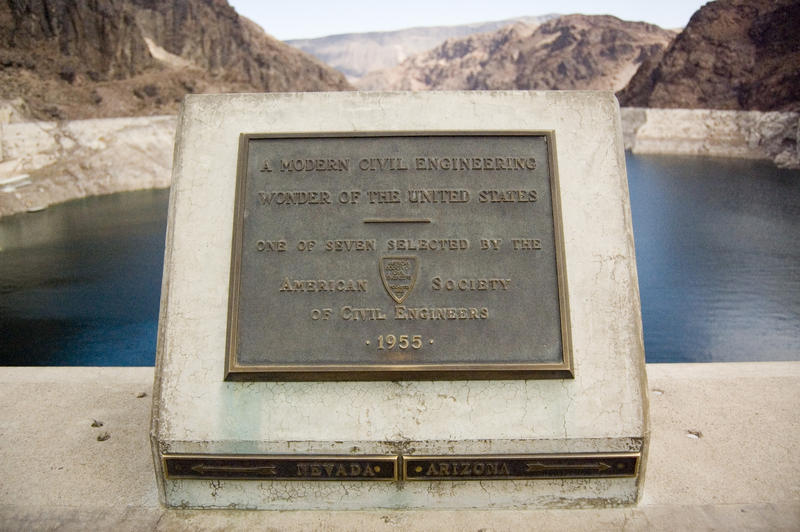 A MODERN CIVIL ENGINEERING
WONDER OF THE UNITED STATES
ONE OF SEVEN SELECTED BY THE
AMERICAN SOCIETY
OF CIVIL ENGINEERS
· 1955 ·
NEVADA · ARIZONA